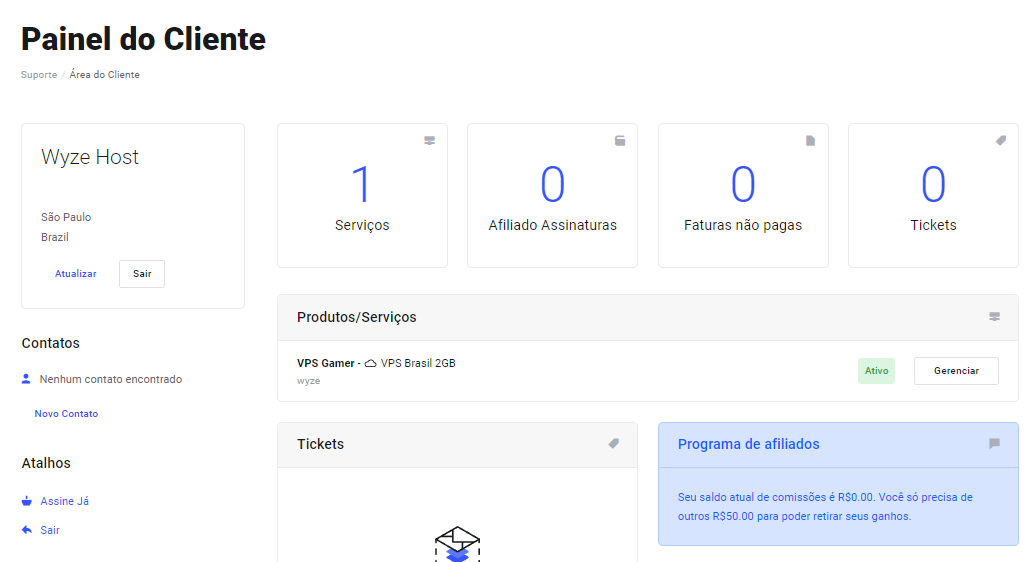 Painel do Cliente
Suporte / Área do Cliente
Wyze Host
São Paulo
Brazil
Atualizar
Sair
Contatos
Nenhum contato encontrado
Novo Contato
Atalhos
Assine Já
Sair
1
Serviços
0
Afiliado Assinaturas
0
Faturas não pagas
0
Tickets
Produtos/Serviços
VPS Gamer - VPS Brasil 2GB
wyze
Ativo
Gerenciar
Tickets
Programa de afiliados
Seu saldo atual de comissões é R$0.00. Você só precisa de
outros R$50.00 para poder retirar seus ganhos.